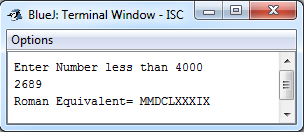 BlueJ: Terminal Window - ISC
Options
Enter Number less than 4000
2689
Roman Equivalent= MMDCLXXXIX